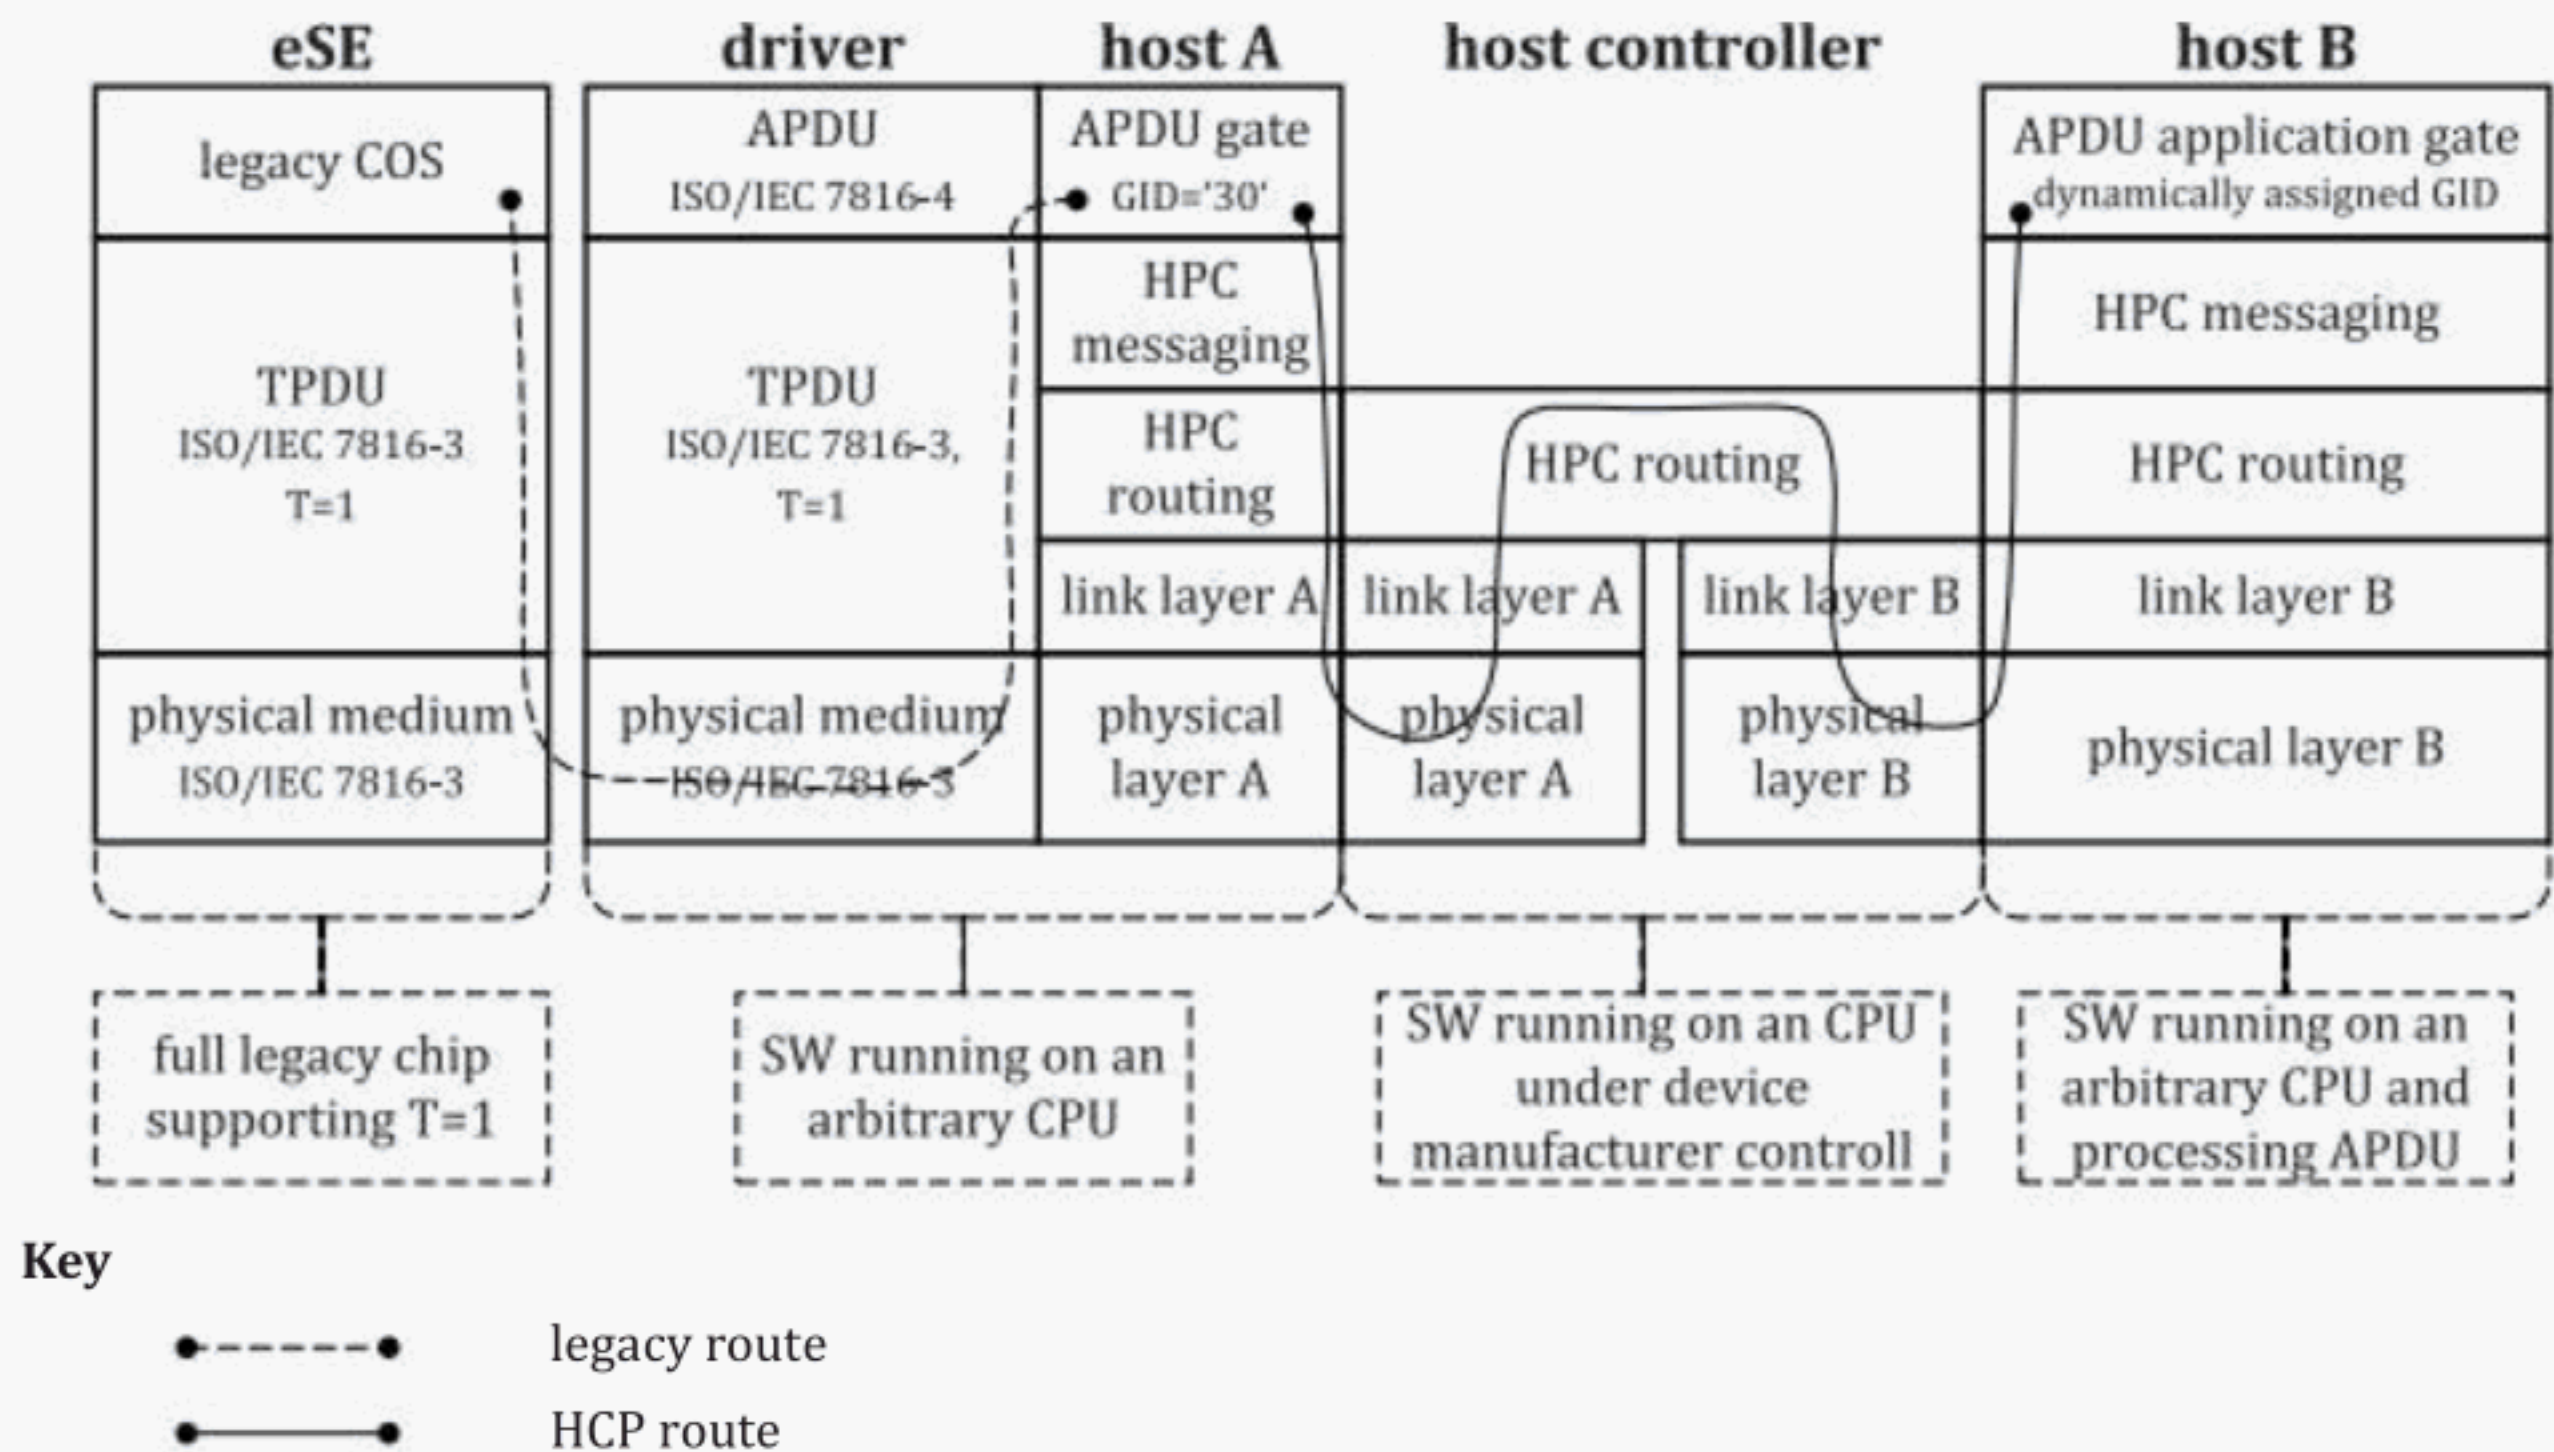 eSE
driver
host A
host controller
host B
legacy COS
APDU
ISO/IEC 7816-4
APDU gate
GID='30'
APDU application gate
dynamically assigned GID
TPDU
ISO/IEC 7816-3
T=1
TPDU
ISO/IEC 7816-3,
T=1
HPC
messaging
HPC messaging
HPC
routing
HPC routing
HPC routing
link layer A
link layer A
link layer B
link layer B
physical medium
ISO/IEC 7816-3
physical medium
ISO/IEC 7816-3
physical
layer A
physical
layer A
physical
layer B
physical layer B
full legacy chip
supporting T=1
SW running on an
arbitrary CPU
SW running on an CPU
under device
manufacturer controll
SW running on an
arbitrary CPU and
processing APDU
Key
legacy route
HCP route